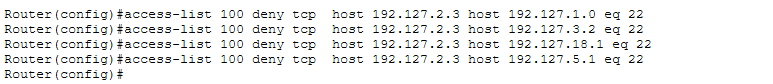 Router(config)#access-list 100 deny tcp  host 192.127.2.3 host 192.127.1.0 eq 22
Router(config)#access-list 100 deny tcp  host 192.127.2.3 host 192.127.3.2 eq 22
Router(config)#access-list 100 deny tcp  host 192.127.2.3 host 192.127.18.1 eq 22
Router(config)#access-list 100 deny tcp  host 192.127.2.3 host 192.127.5.1 eq 22
Router(config)#